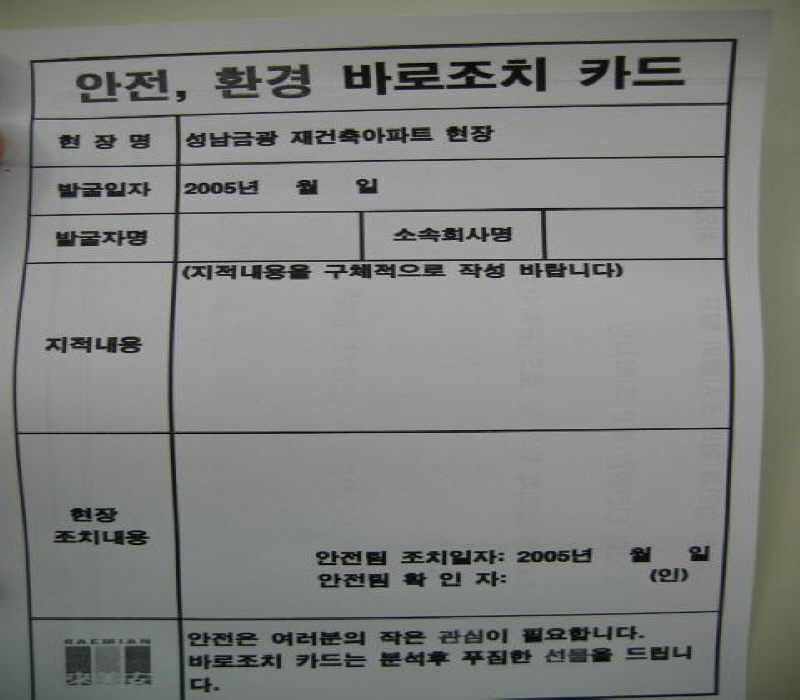 안전, 환경 바로조치 카드
현 장 명 성남금광 재건축아파트 현장
발굴일자 2005년 월 일
발굴자명 소속회사명
지적내용 (지적내용을 구체적으로 작성 바랍니다)
현장
조치내용
안전팀 조치일자: 2005년 월 일
안전팀 확 인 자: (인)
RAEMIAN
來美安
안전은 여러분의 작은 관심이 필요합니다.
바로조치 카드는 분석후 푸짐한 선물을 드립니
다.